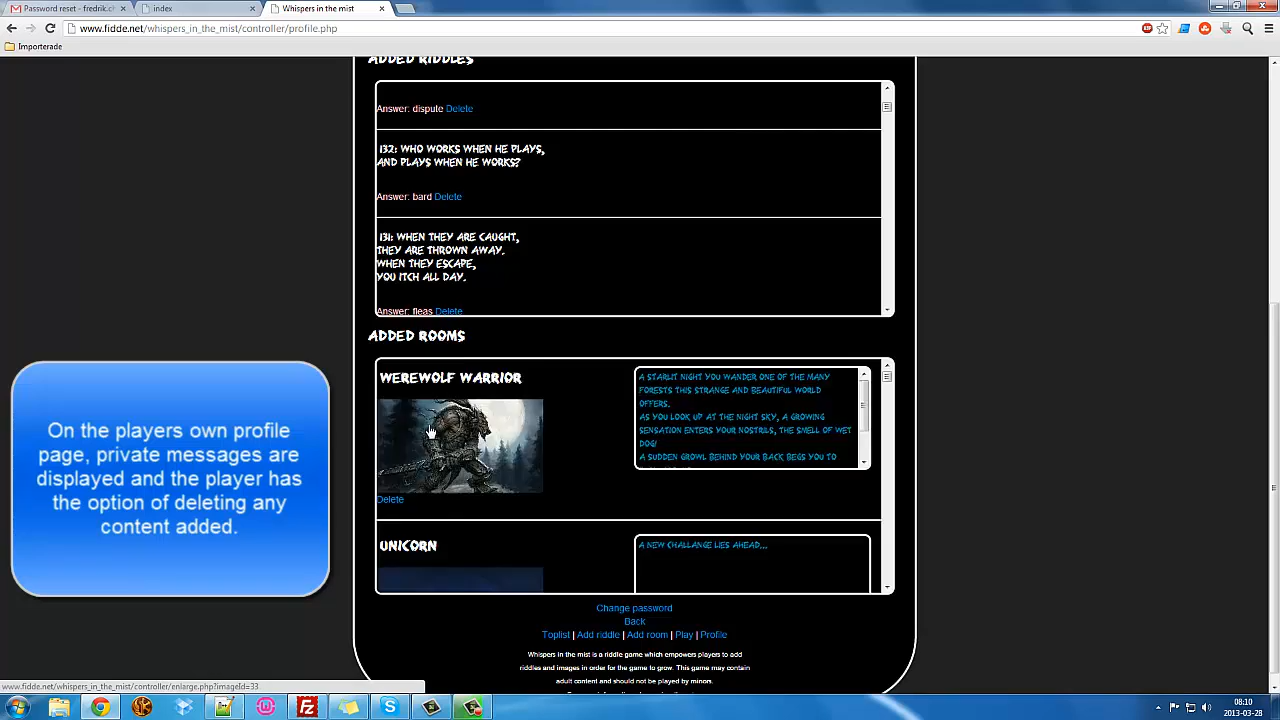 Password reset - fredrik.c
index
Whispers in the mist
www.fidde.net/whispers_in_the_mist/controller/profile.php
Importerade
ADDED RIDDLES
Answer: dispute Delete
132: WHO WORKS WHEN HE PLAYS,
AND PLAYS WHEN HE WORKS?
Answer: bard Delete
131: WHEN THEY ARE CAUGHT,
THEY ARE THROWN AWAY.
WHEN THEY ESCAPE,
YOU ITCH ALL DAY.
Answer: fleas Delete
ADDED ROOMS
WEREWOLF WARRIOR
A STARLIT NIGHT YOU WANDER ONE OF THE MANY
FORESTS THIS STRANGE AND BEAUTIFUL WORLD
OFFERS.
AS YOU LOOK UP AT THE NIGHT SKY, A GROWING
SENSATION ENTERS YOUR NOSTRILS, THE SMELL OF WET
DOG!
A SUDDEN GROWL BEHIND YOUR BACK BEGS YOU TO
Delete
UNICORN
A NEW CHALLANGE LIES AHEAD...
On the players own profile
page, private messages are
displayed and the player has
the option of deleting any
content added.
Change password
Back
Toplist | Add riddle | Add room | Play | Profile
Whispers in the mist is a riddle game which empowers players to add
riddles and images in order for the game to grow. This game may contain
adult content and should not be played by minors.
www.fidde.net/whispers_in_the_mist/controller/enlarge.php?imageId=33
08:10
2013-03-28